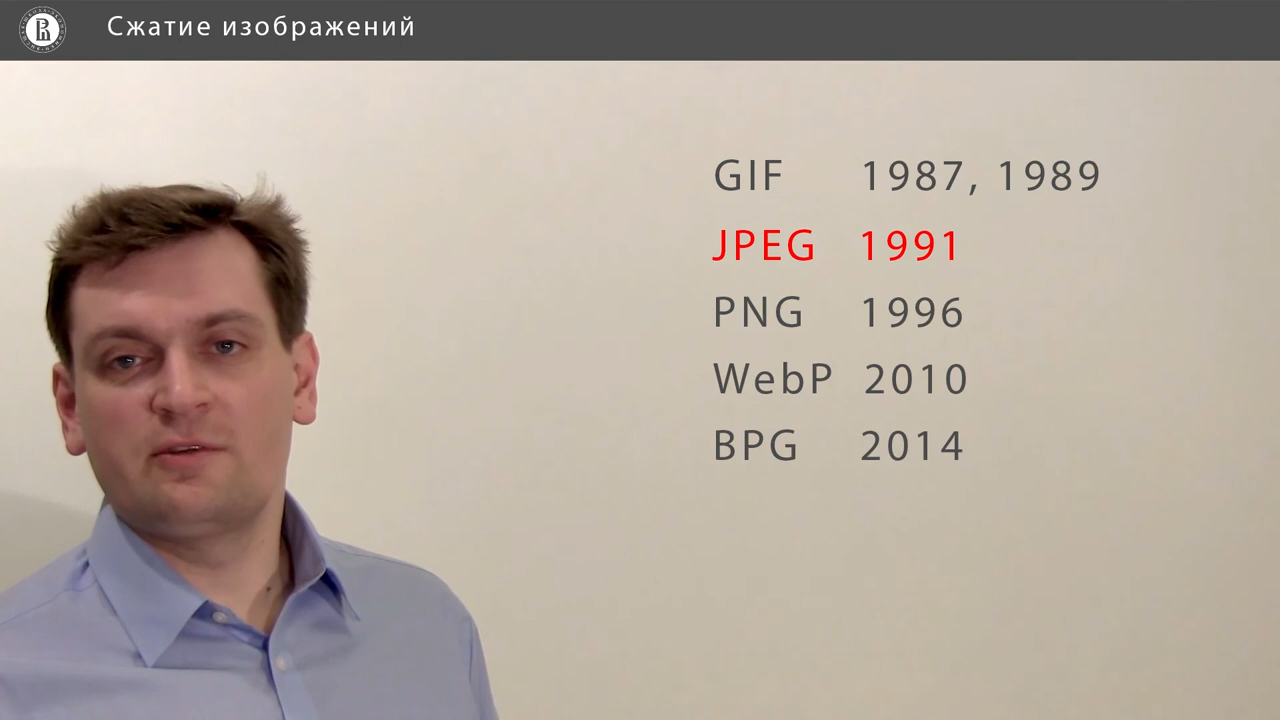 Сжатие изображений
GIF 1987, 1989
JPEG 1991
PNG 1996
WebP 2010
BPG 2014